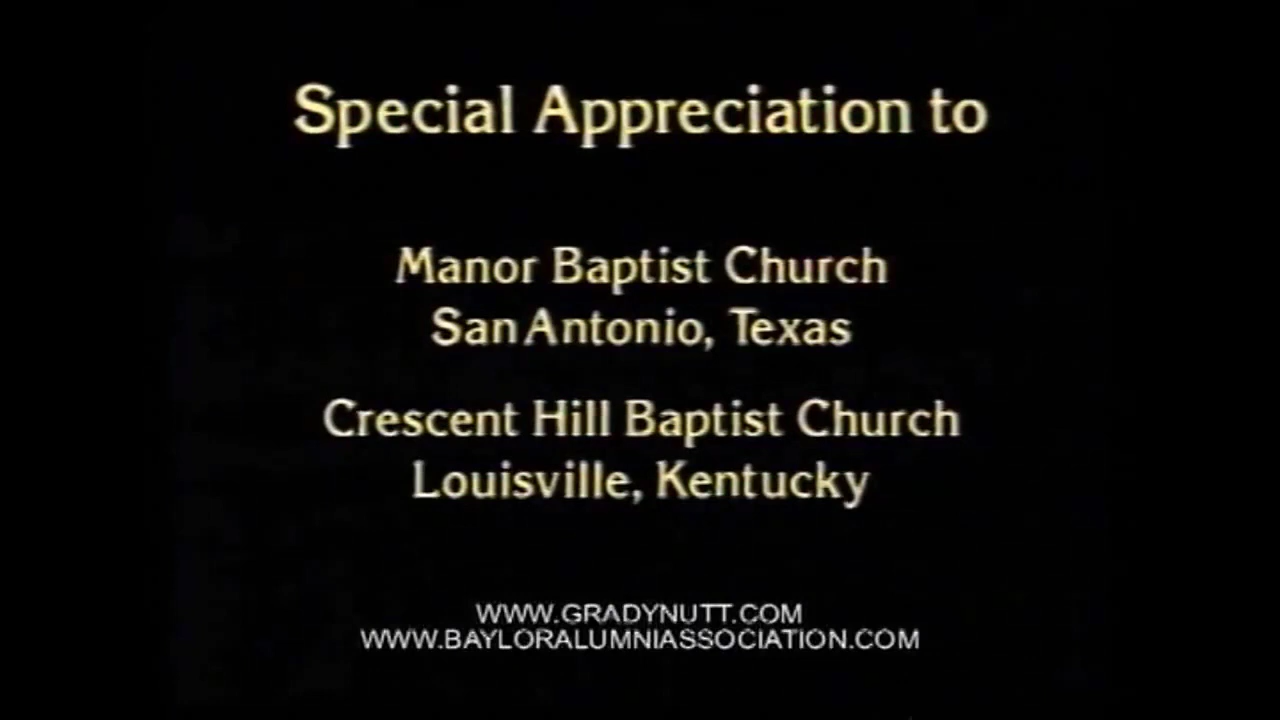 Special Appreciation to
Manor Baptist Church
San Antonio, Texas
Crescent Hill Baptist Church
Louisville, Kentucky
WWW.GRADYNUTT.COM
WWW.BAYLORALUMNIASSOCIATION.COM